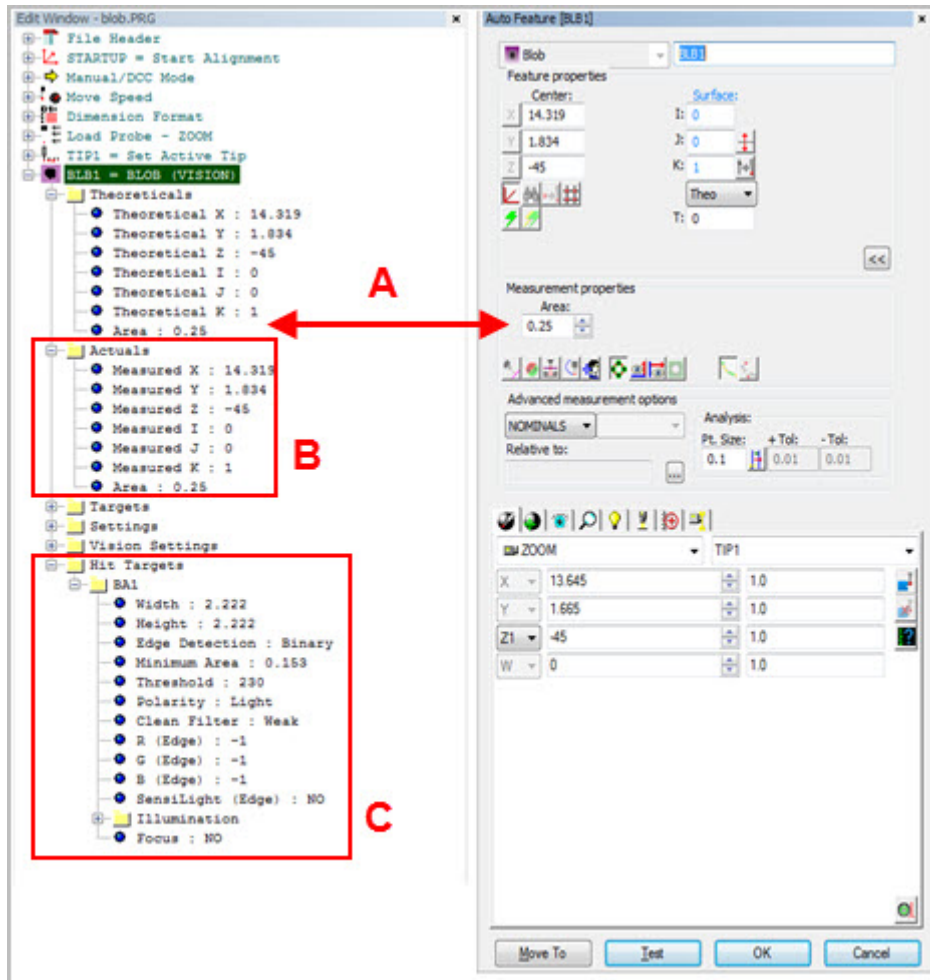 Edit Window - blob.PRG
File Header
STARTUP = Start Alignment
Manual/DCC Mode
Move Speed
Dimension Format
Load Probe - ZOOM
TIP1 = Set Active Tip
BLB1 = BLOB (VISION)
Theoreticals
Theoretical X : 14.319
Theoretical Y : 1.834
Theoretical Z : -45
Theoretical I : 0
Theoretical J : 0
Theoretical K : 1
Area : 0.25
A
Actuals
Measured X : 14.319
Measured Y : 1.834
Measured Z : -45
Measured I : 0
Measured J : 0
Measured K : 1
Area : 0.25
B
Targets
Settings
Vision Settings
Hit Targets
BA1
Width : 2.222
Height : 2.222
Edge Detection : Binary
Minimum Area : 0.153
Threshold : 230
Polarity : Light
Clean Filter : Weak
R (Edge) : -1
G (Edge) : -1
B (Edge) : -1
SensiLight (Edge) : NO
Illumination
Focus : NO
C
Auto Feature [BLB1]
Blob BLB1
Feature properties
Center: Surface:
X 14.319 I: 0
Y 1.834 J: 0
Z -45 K: 1
Theo
T: 0
<<
Measurement properties
Area:
0.25
Advanced measurement options
NOMINALS Analysis:
Pt. Size: + Tol: - Tol:
Relative to: 0.1 0.01 0.01
...
ZOOM TIP1
X 13.645 1.0
Y 1.665 1.0
Z1 -45 1.0
W 0 1.0
Move To Test OK Cancel